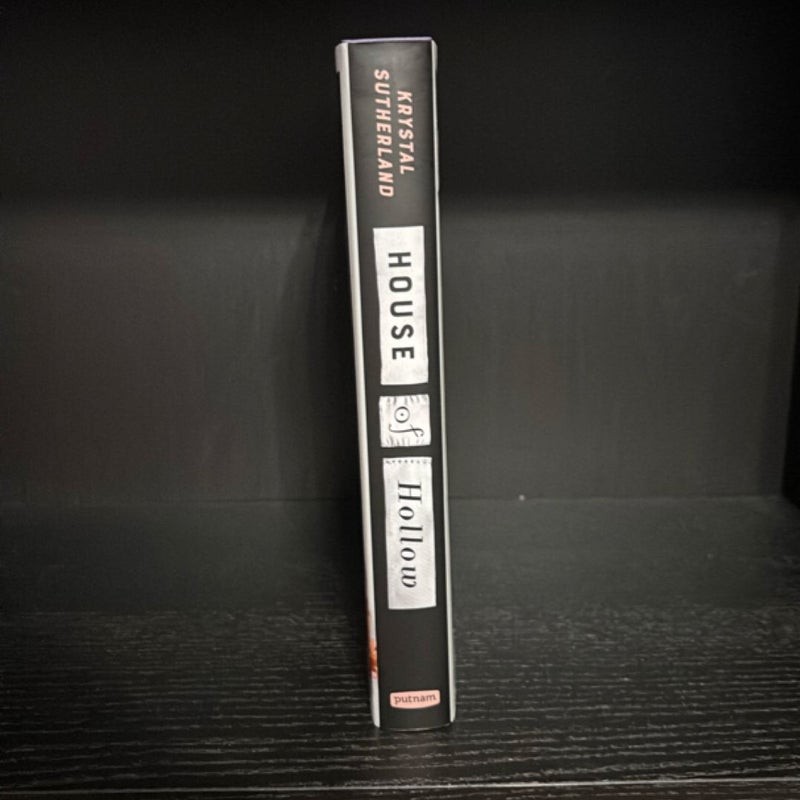 KRYSTAL
SUTHERLAND
HOUSE
of
Hollow
putnam